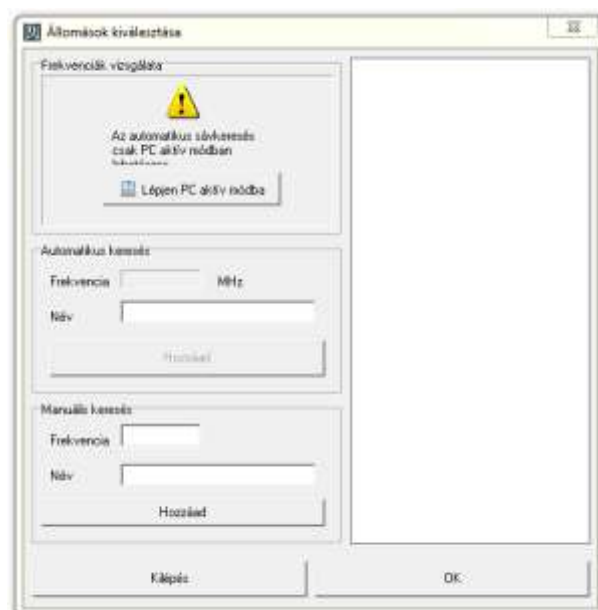 Állomások kiválasztása
Frekvenciák vizsgálata
Az automatikus sávkeresés
csak PC aktív módban
Lépjen PC aktív módba
Automatikus keresés
Frekvencia MHz
Név
Hozzáad
Manuális keresés
Frekvencia
Név
Hozzáad
Kilépés OK